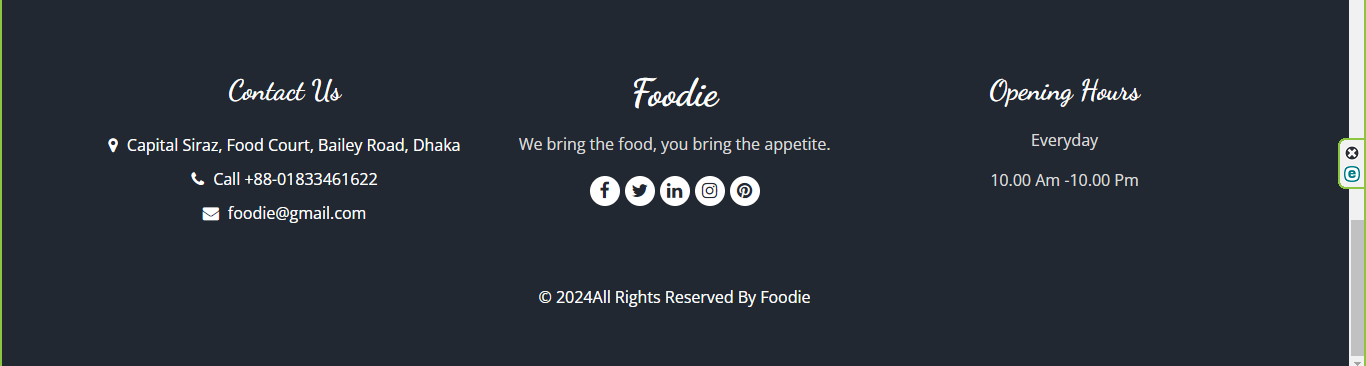 Contact Us
Capital Siraz, Food Court, Bailey Road, Dhaka
Call +88-01833461622
foodie@gmail.com
Foodie
We bring the food, you bring the appetite.
Opening Hours
Everyday
10.00 Am -10.00 Pm
© 2024All Rights Reserved By Foodie